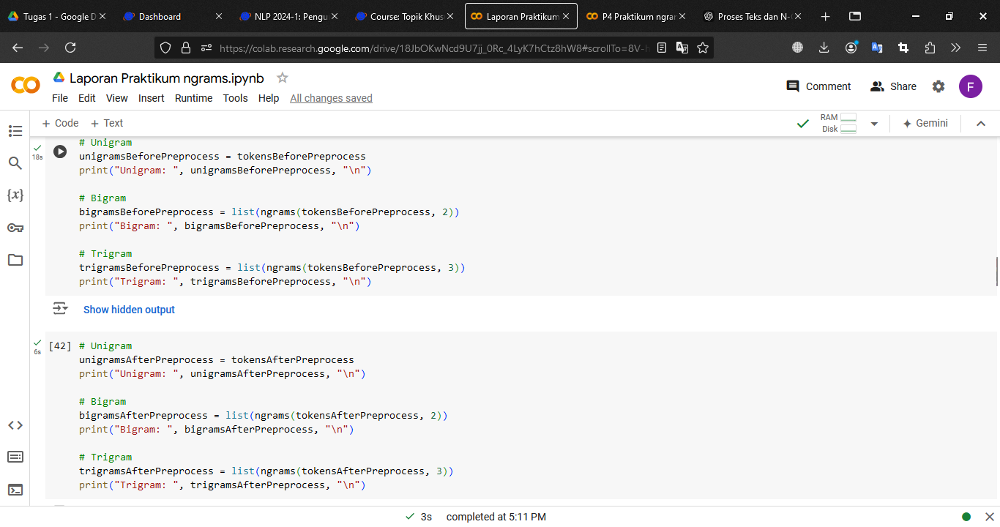 Tugas 1 - Google D
Dashboard
NLP 2024-1: Pengu
Course: Topik Khus
Laporan Praktikum
P4 Praktikum ngrar
Proses Teks dan N-
https://colab.research.google.com/drive/18JbOKwNcd9U7jj_0Rc_4LyK7hCtz8hW8#scrollTo=8V-h
CO
Laporan Praktikum ngrams.ipynb
File Edit View Insert Runtime Tools Help All changes saved
Comment
Share
F
+ Code + Text
RAM
Disk
Gemini
18s
# Unigram
unigramsBeforePreprocess = tokensBeforePreprocess
print("Unigram: ", unigramsBeforePreprocess, "\n")
# Bigram
bigramsBeforePreprocess = list(ngrams(tokensBeforePreprocess, 2))
print("Bigram: ", bigramsBeforePreprocess, "\n")
# Trigram
trigramsBeforePreprocess = list(ngrams(tokensBeforePreprocess, 3))
print("Trigram: ", trigramsBeforePreprocess, "\n")
Show hidden output
6s
[42] # Unigram
unigramsAfterPreprocess = tokensAfterPreprocess
print("Unigram: ", unigramsAfterPreprocess, "\n")
# Bigram
bigramsAfterPreprocess = list(ngrams(tokensAfterPreprocess, 2))
print("Bigram: ", bigramsAfterPreprocess, "\n")
# Trigram
trigramsAfterPreprocess = list(ngrams(tokensAfterPreprocess, 3))
print("Trigram: ", trigramsAfterPreprocess, "\n")
3s completed at 5:11 PM